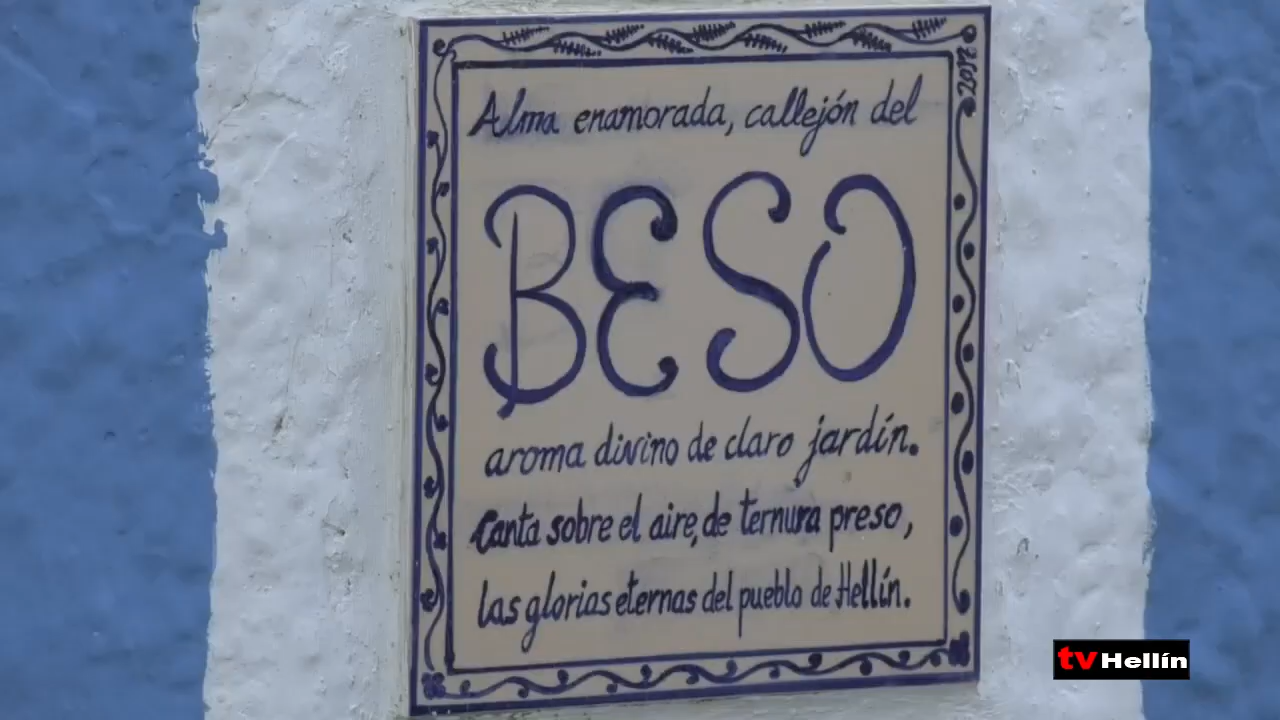 Alma enamorada, callejón del
BESO
aroma divino de claro jardín.
Canta sobre el aire, de ternura preso,
las glorias eternas del pueblo de Hellín.
2017
tvHellín